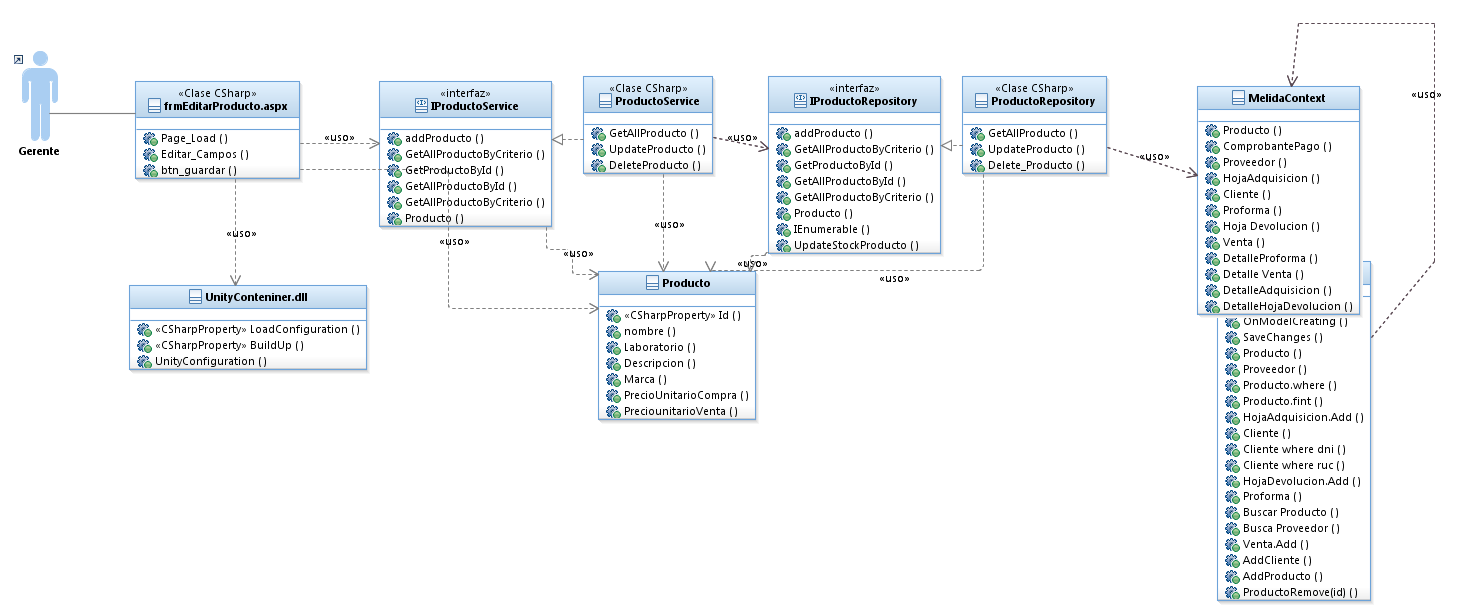 Gerente
«Clase CSharp»
frmEditarProducto.aspx
Page_Load ()
Editar_Campos ()
btn_guardar ()
«uso»
«uso»
UnityConteniner.dll
«CSharpProperty» LoadConfiguration ()
«CSharpProperty» BuildUp ()
UnityConfiguration ()
«interfaz»
IProductoService
addProducto ()
GetAllProductoByCriterio ()
GetProductoById ()
GetAllProductoById ()
GetAllProductoByCriterio ()
Producto ()
«uso»
«uso»
«Clase CSharp»
ProductoService
GetAllProducto ()
UpdateProducto ()
DeleteProducto ()
«uso»
«uso»
Producto
«CSharpProperty» Id ()
nombre ()
Laboratorio ()
Descripcion ()
Marca ()
PrecioUnitarioCompra ()
PreciounitarioVenta ()
«interfaz»
IProductoRepository
addProducto ()
GetAllProductoByCriterio ()
GetProductoById ()
GetAllProductoById ()
GetAllProductoByCriterio ()
Producto ()
IEnumerable ()
UpdateStockProducto ()
«uso»
«uso»
«Clase CSharp»
ProductoRepository
GetAllProducto ()
UpdateProducto ()
Delete_Producto ()
«uso»
MelidaContext
Producto ()
ComprobantePago ()
Proveedor ()
HojaAdquisicion ()
Cliente ()
Proforma ()
Hoja Devolucion ()
Venta ()
DetalleProforma ()
Detalle Venta ()
DetalleAdquisicion ()
DetalleHojaDevolucion ()
«uso»
OnModelCreating ()
SaveChanges ()
Producto ()
Proveedor ()
Producto.where ()
Producto.fint ()
HojaAdquisicion.Add ()
Cliente ()
Cliente where dni ()
Cliente where ruc ()
HojaDevolucion.Add ()
Proforma ()
Buscar Producto ()
Busca Proveedor ()
Venta.Add ()
AddCliente ()
AddProducto ()
ProductoRemove(id) ()